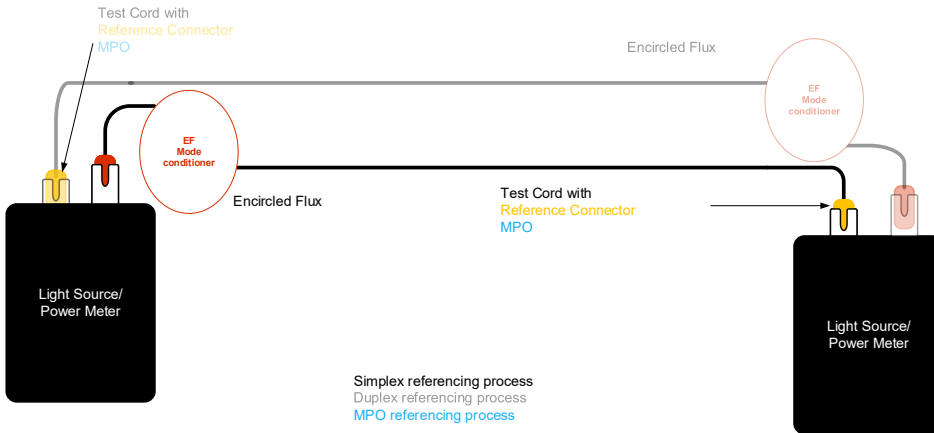 Test Cord with
Reference Connector
MPO
Encircled Flux
EF
Mode
conditioner
EF
Mode
conditioner
Encircled Flux
Test Cord with
Reference Connector
MPO
Light Source/
Power Meter
Light Source/
Power Meter
Simplex referencing process
Duplex referencing process
MPO referencing process